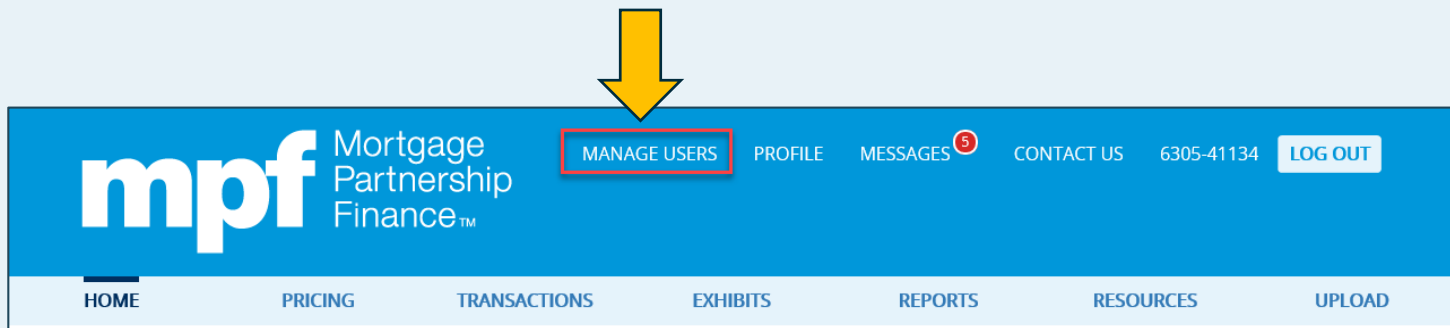 mpf Mortgage
Partnership
Finance™
MANAGE USERS PROFILE MESSAGES 5 CONTACT US 6305-41134 LOG OUT
HOME PRICING TRANSACTIONS EXHIBITS REPORTS RESOURCES UPLOAD